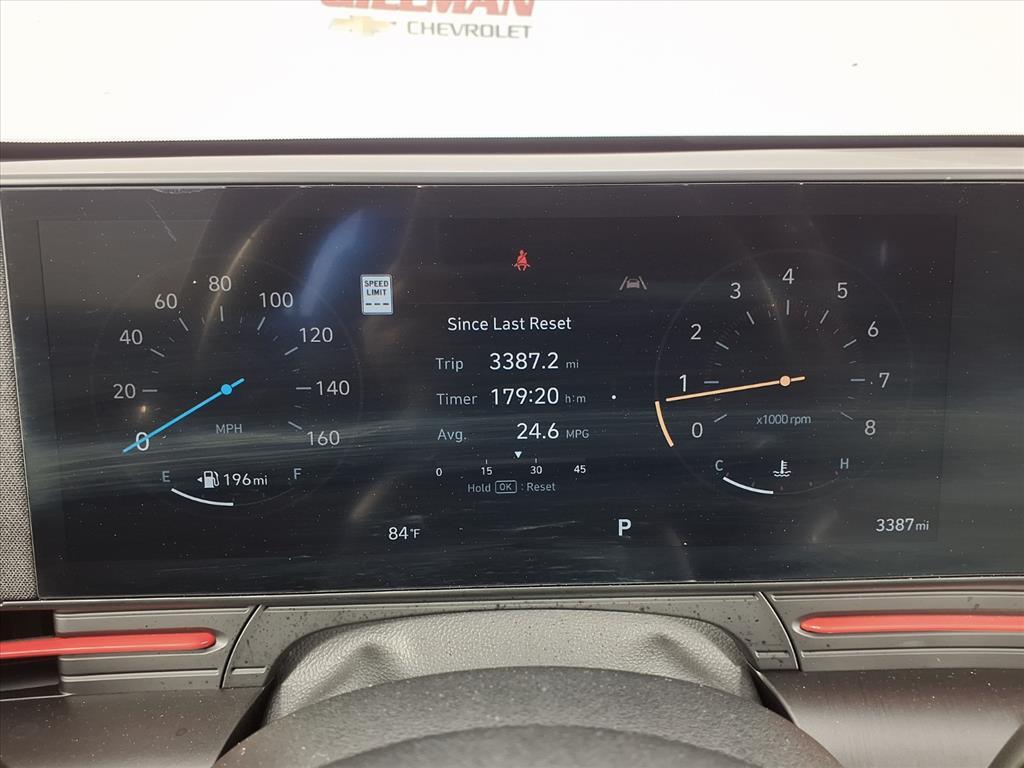 GILLMAN
CHEVROLET
SPEED
LIMIT
---
Since Last Reset
Trip 3387.2 mi
Timer 179:20 h:m
Avg. 24.6 MPG
0 15 30 45
Hold OK : Reset
0 20 40 60 80 100 120 140 160
MPH
E F
196mi
0 1 2 3 4 5 6 7 8
x1000 rpm
C H
84°F
P
3387mi